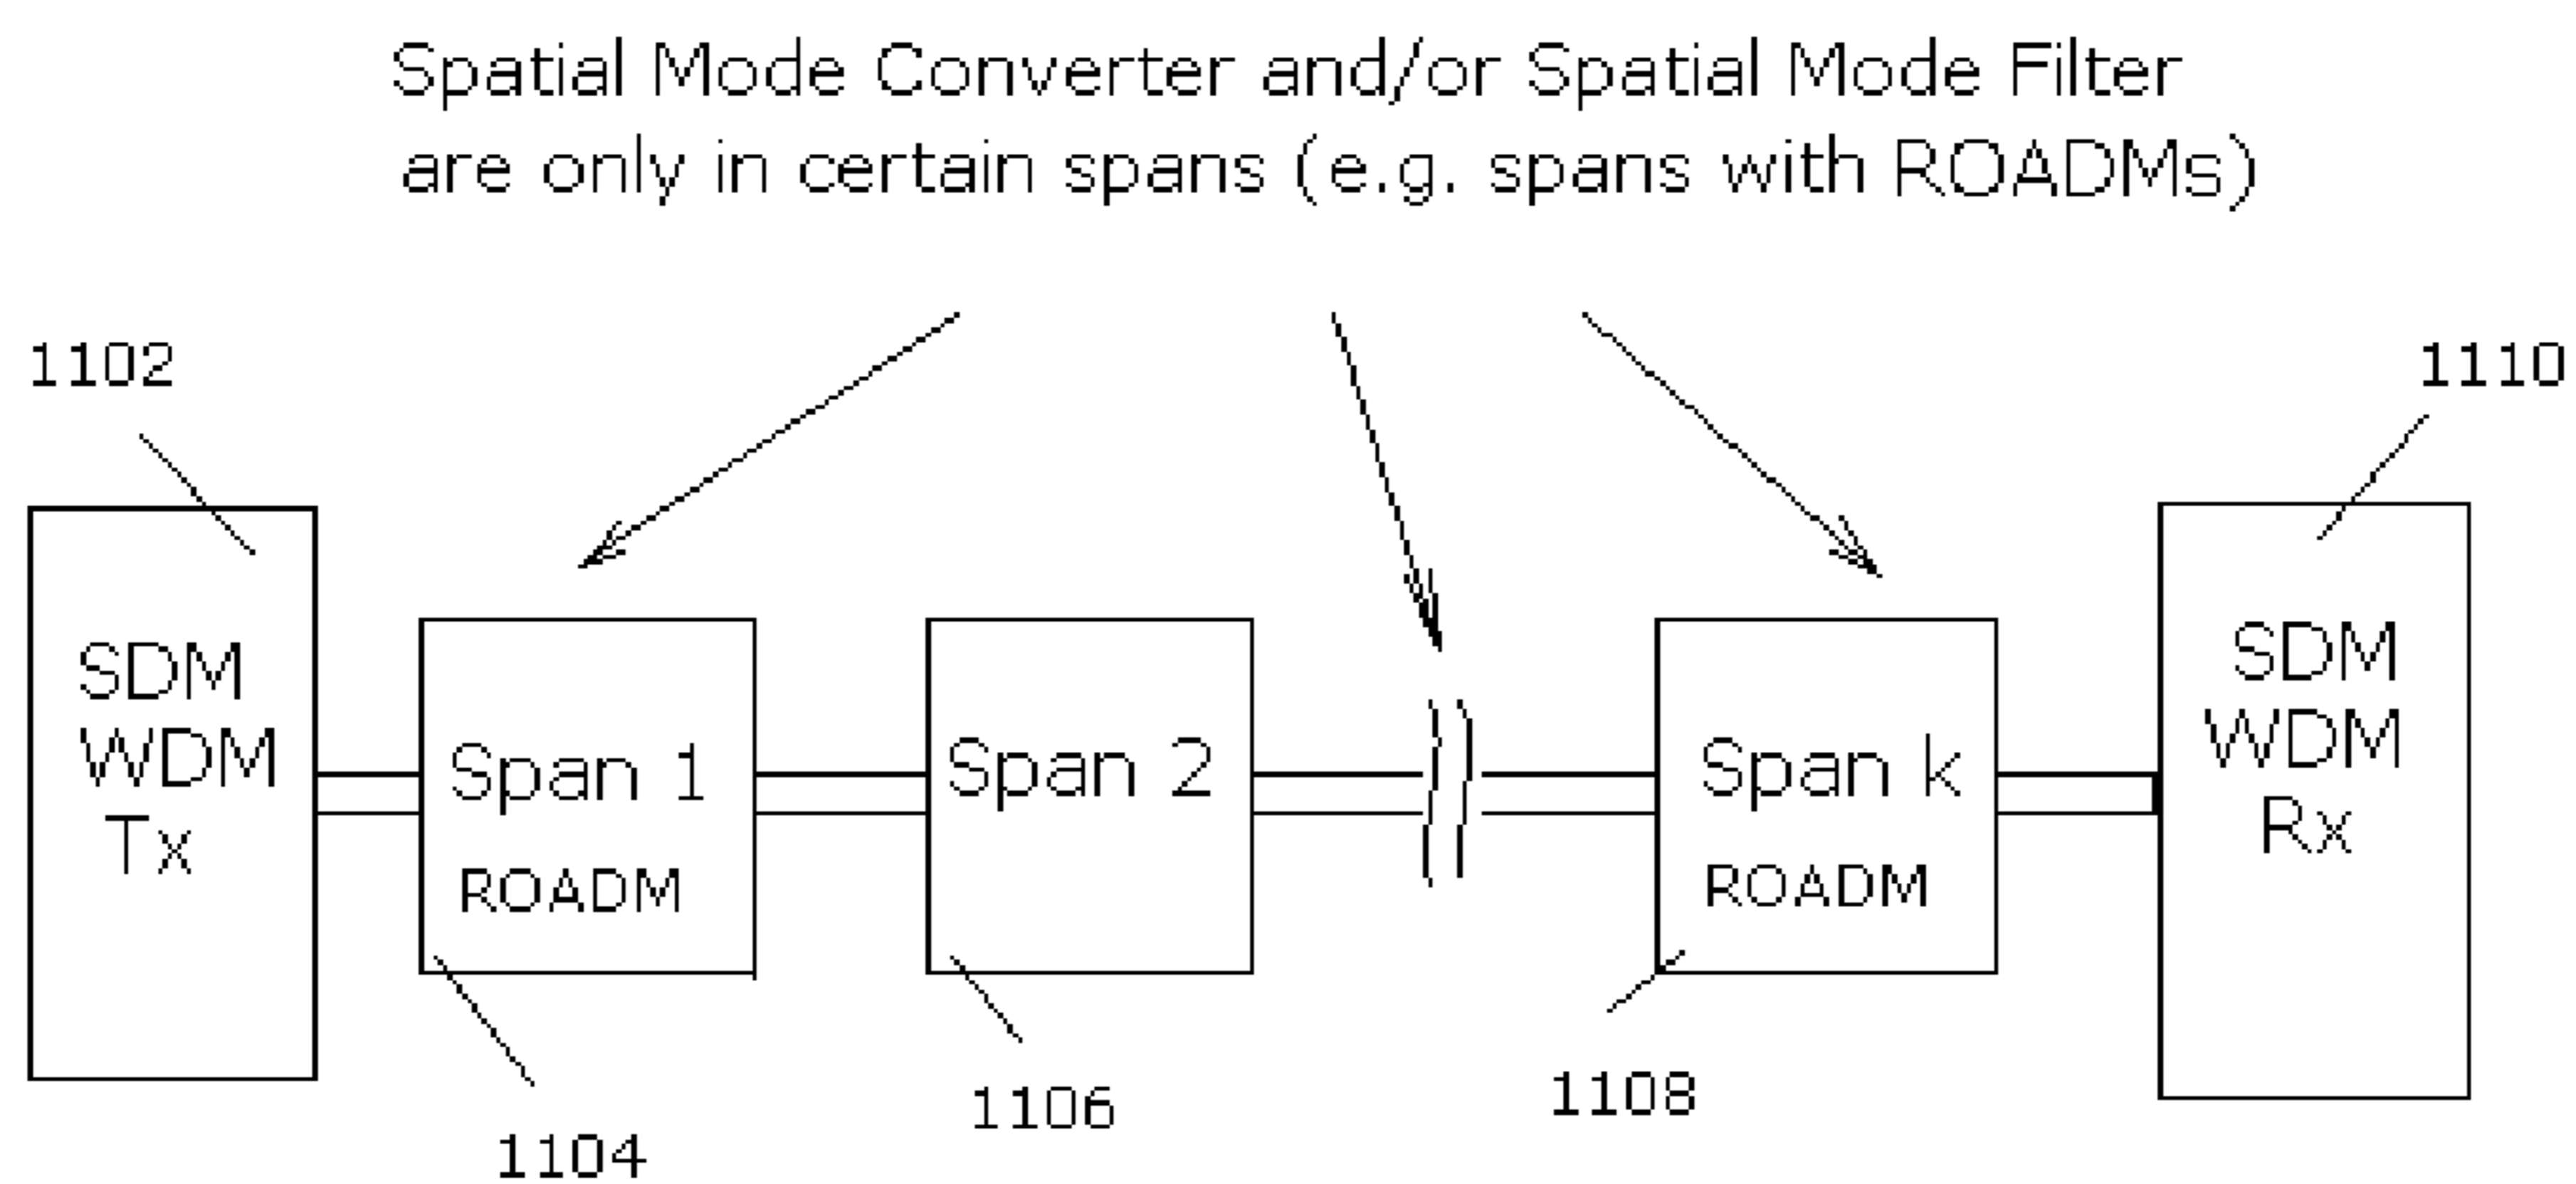 Spatial Mode Converter and/or Spatial Mode Filter
are only in certain spans (e.g. spans with ROADMs)
1102
1110
SDM
WDM
Tx
Span 1
ROADM
Span 2
Span k
ROADM
SDM
WDM
Rx
1104
1106
1108